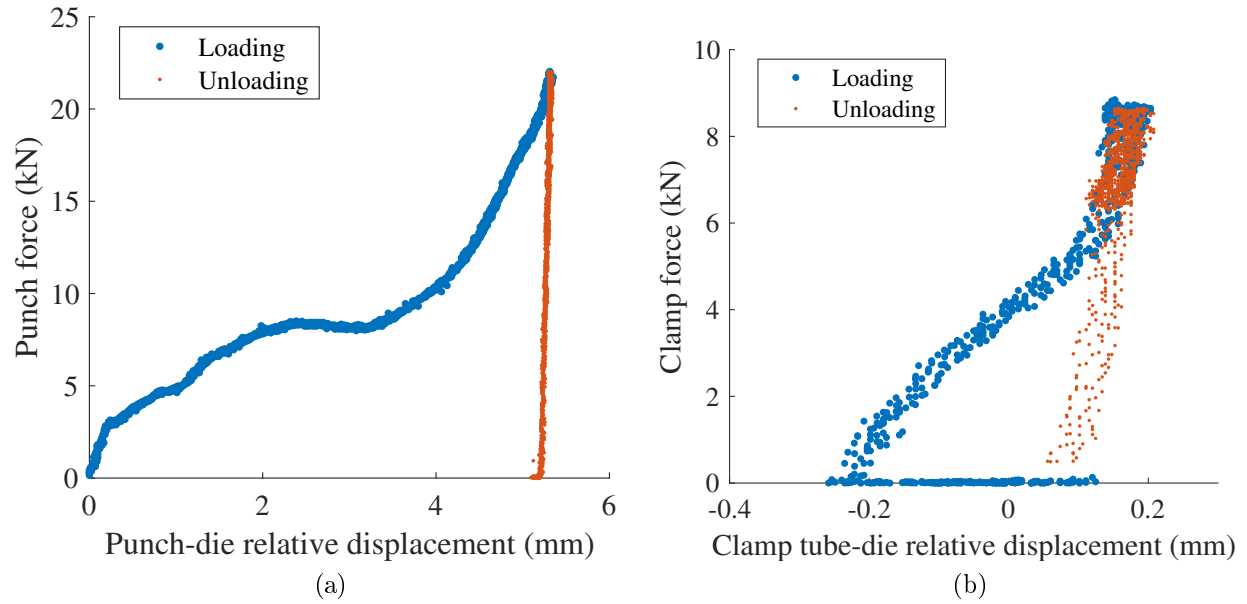 25
20
15
10
5
0
0
2
4
6
Punch force (kN)
Punch-die relative displacement (mm)
Loading
Unloading
(a)
10
8
6
4
2
0
-0.4
-0.2
0
0.2
Clamp force (kN)
Clamp tube-die relative displacement (mm)
Loading
Unloading
(b)